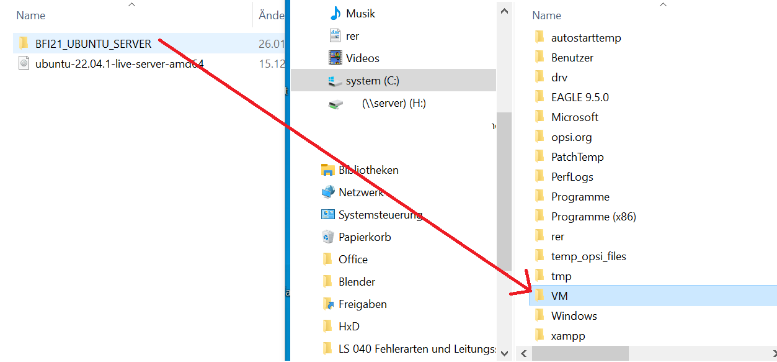 Name
Ände
BFI21_UBUNTU_SERVER
26.01
ubuntu-22.04.1-live-server-amd64
15.12
Musik
rer
Videos
system (C:)
(\\server) (H:)
Bibliotheken
Netzwerk
Systemsteuerung
Papierkorb
Office
Blender
Freigaben
HxD
LS 040 Fehlerarten und Leitungss
Name
autostarttemp
Benutzer
drv
EAGLE 9.5.0
Microsoft
opsi.org
PatchTemp
PerfLogs
Programme
Programme (x86)
rer
temp_opsi_files
tmp
VM
Windows
xampp